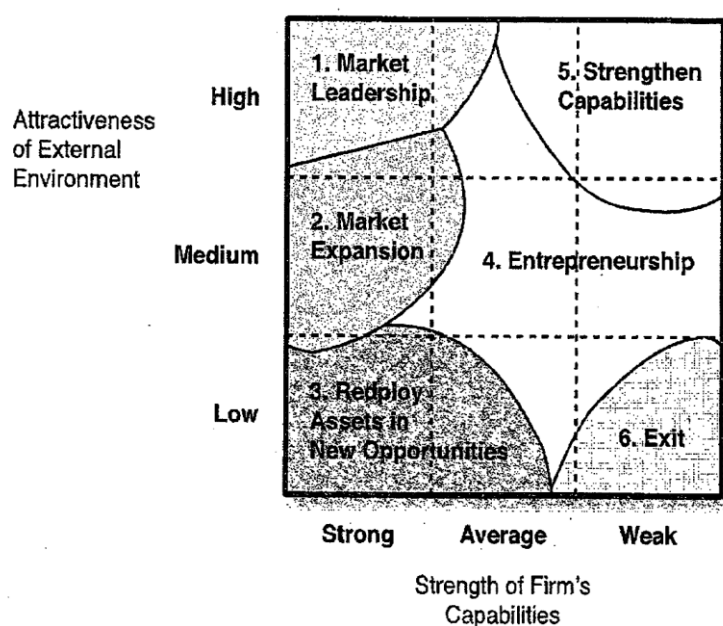 1. Market
Leadership
5. Strengthen
Capabilities
High
Attractiveness
of External
Environment
2. Market
Expansion
Medium
4. Entrepreneurship
3. Redploy
Assets in
New Opportunities
Low
6. Exit
Strong
Average
Weak
Strength of Firm's
Capabilities